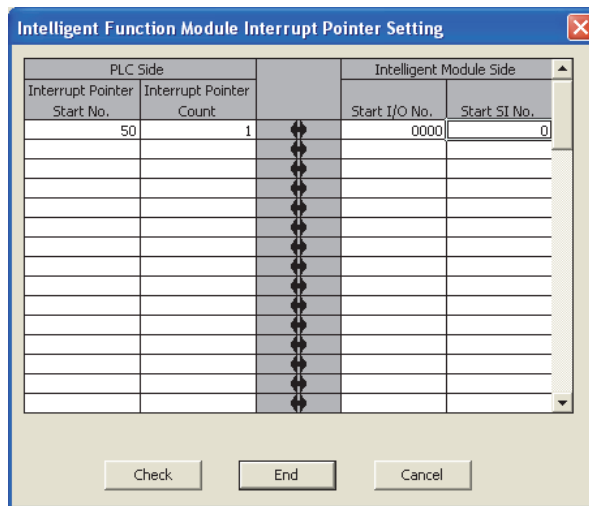 Intelligent Function Module Interrupt Pointer Setting
PLC Side Intelligent Module Side
Interrupt Pointer Start No. Interrupt Pointer Count Start I/O No. Start SI No.
50 1 0000 0
Check End Cancel